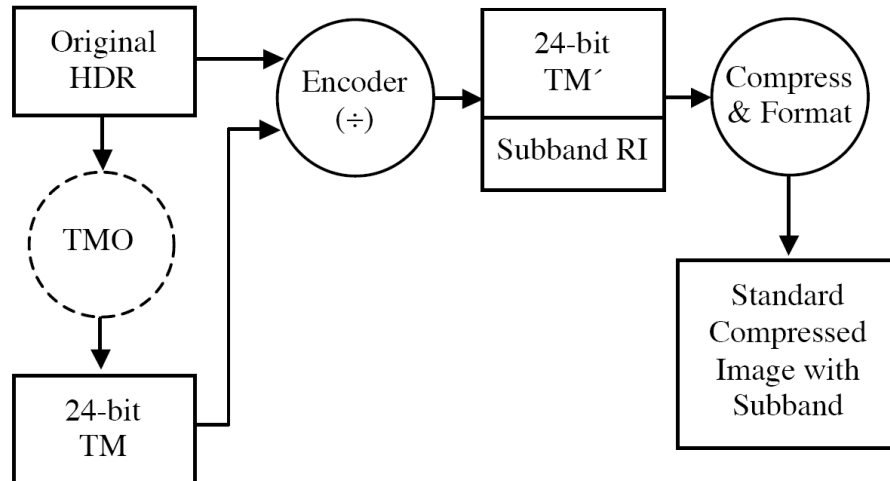 Original
HDR
TMO
24-bit
TM
Encoder
(÷)
24-bit
TM´
Subband RI
Compress
& Format
Standard
Compressed
Image with
Subband